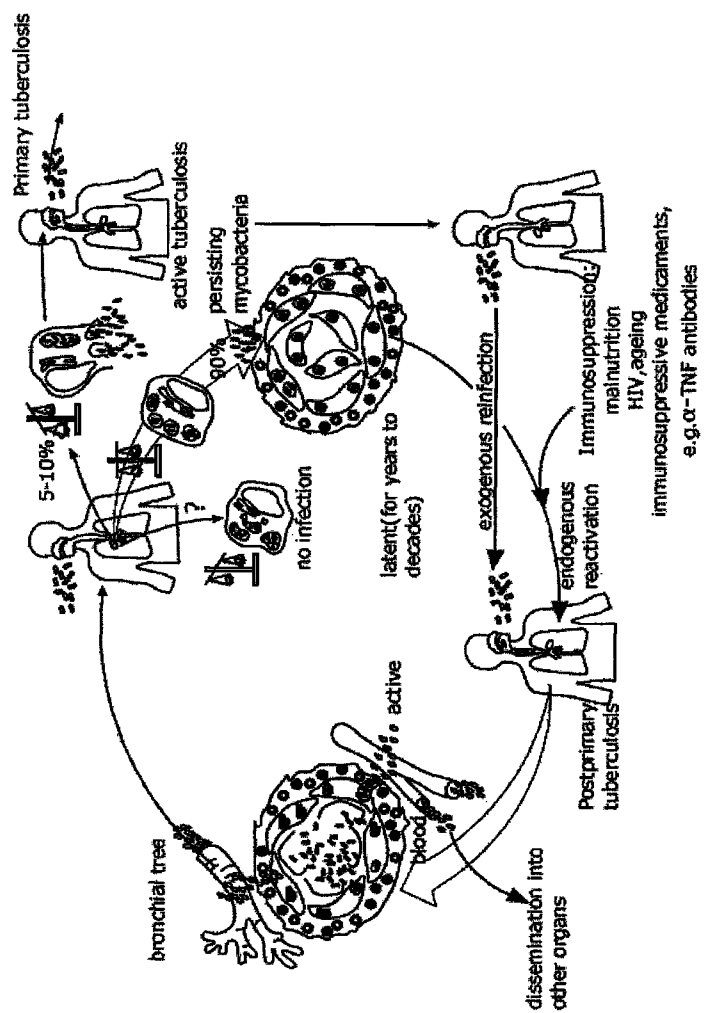 Primary tuberculosis
5-10%
active tuberculosis
90%
persisting
mycobacteria
?
no infection
bronchial tree
latent(for years to
decades)
exogenous reinfection
active
blood
endogenous
reactivation
Immunosuppression:
malnutrition
HIV,ageing
immunosuppressive medicaments,
e.g.α-TNF antibodies
Postprimary
tuberculosis
dissemination into
other organs